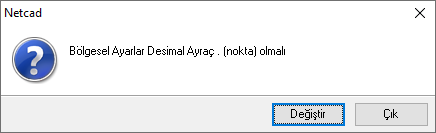 Netcad
Bölgesel Ayarlar Desimal Ayraç . (nokta) olmalı
Değiştir
Çık